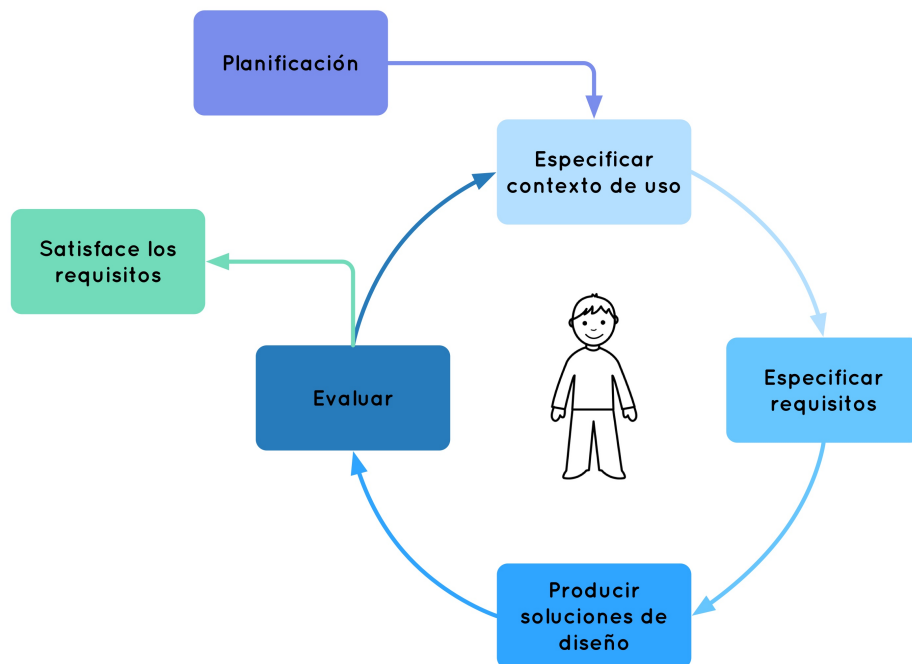 Planificación
Especificar
contexto de uso
Satisface los
requisitos
Especificar
requisitos
Evaluar
Producir
soluciones de
diseño